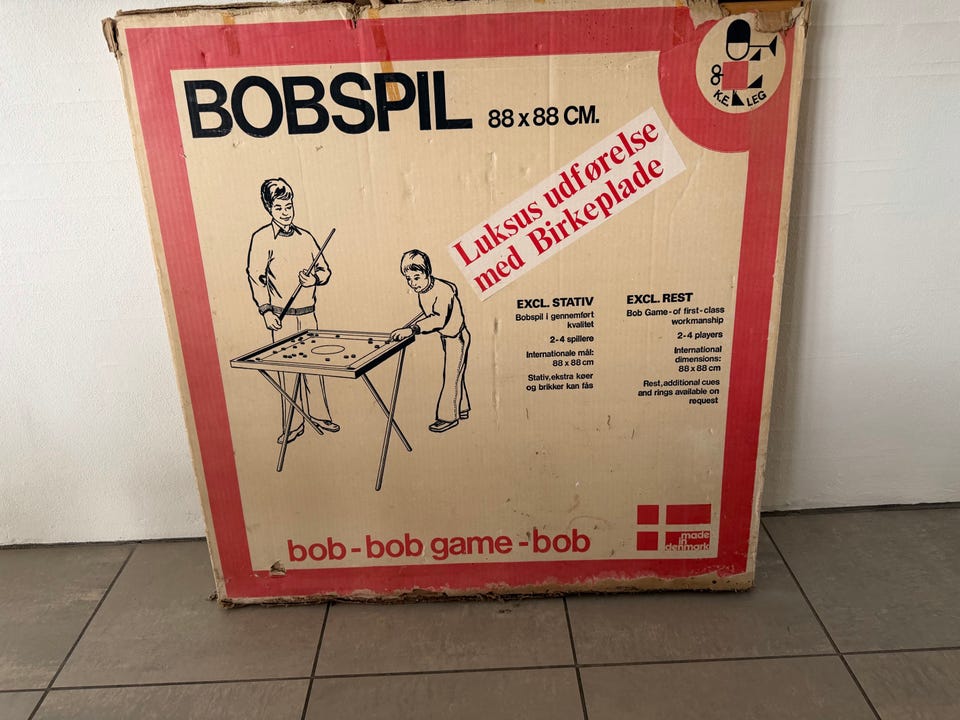 BOBSPIL 88 x 88 CM.
K.E. LEG
Luksus udførelse
med Birkeplade
EXCL. STATIV
Bobspil i gennemført
kvalitet
2-4 spillere
Internationale mål:
88 x 88 cm
Stativ, ekstra køer
og brikker kan fås
EXCL. REST
Bob Game - of first-class
workmanship
2-4 players
International
dimensions:
88 x 88 cm
Rest, additional cues
and rings available on
request
bob - bob game - bob
made
in
denmark